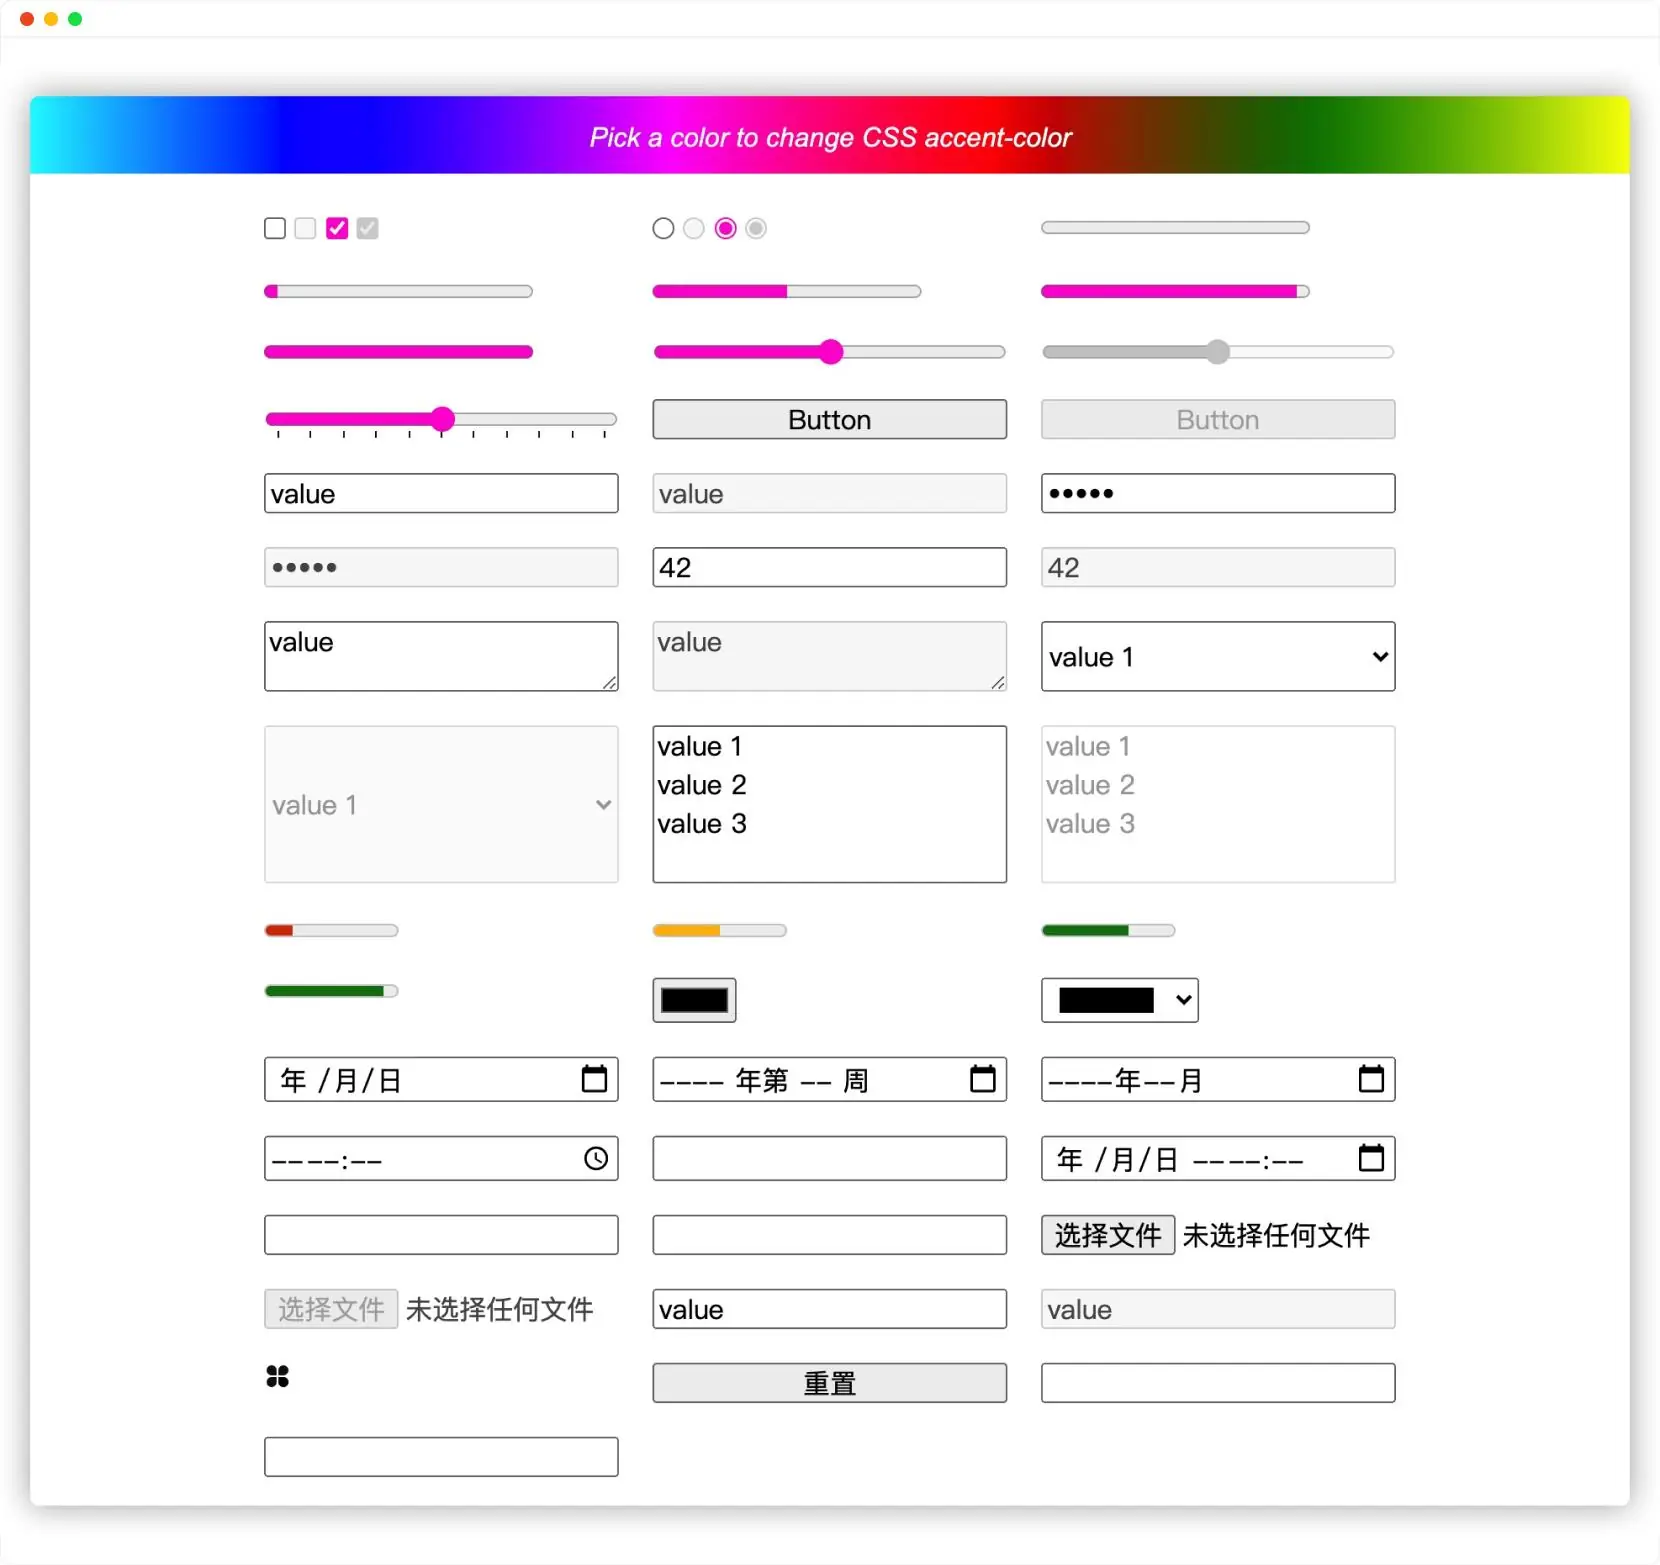 Pick a color to change CSS accent-color
Button
Button
value
value
•••••
•••••
42
42
value
value
value 1
value 1
value 1
value 2
value 3
value 1
value 2
value 3
年 /月/日
---- 年第 -- 周
----年--月
-- --:--
年 /月/日 -- --:--
选择文件 未选择任何文件
选择文件 未选择任何文件
value
value
重置